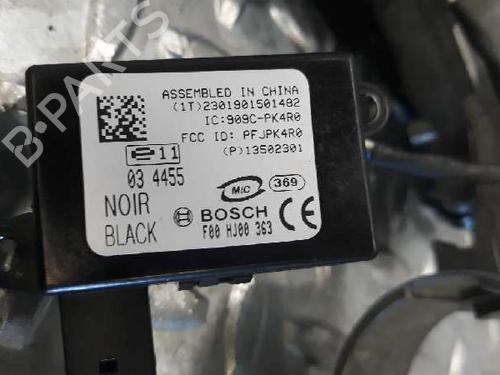 ASSEMBLED IN CHINA
(1T)2301901501482
IC:909C-PK4R0
FCC ID: PFJPK4R0
(P)13502301
e 11
03 4455
NOIR
BLACK
MiC
369
BOSCH
F00 HJ00 363
CE
B-PARTS